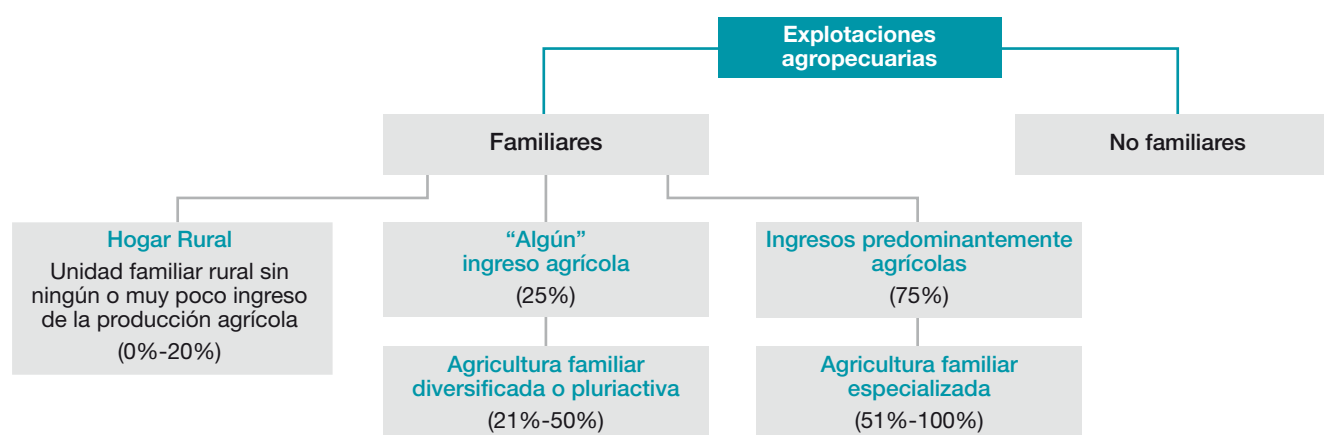 Explotaciones
agropecuarias
Familiares
No familiares
Hogar Rural
Unidad familiar rural sin
ningún o muy poco ingreso
de la producción agrícola
(0%-20%)
“Algún”
ingreso agrícola
(25%)
Ingresos predominantemente
agrícolas
(75%)
Agricultura familiar
diversificada o pluriactiva
(21%-50%)
Agricultura familiar
especializada
(51%-100%)